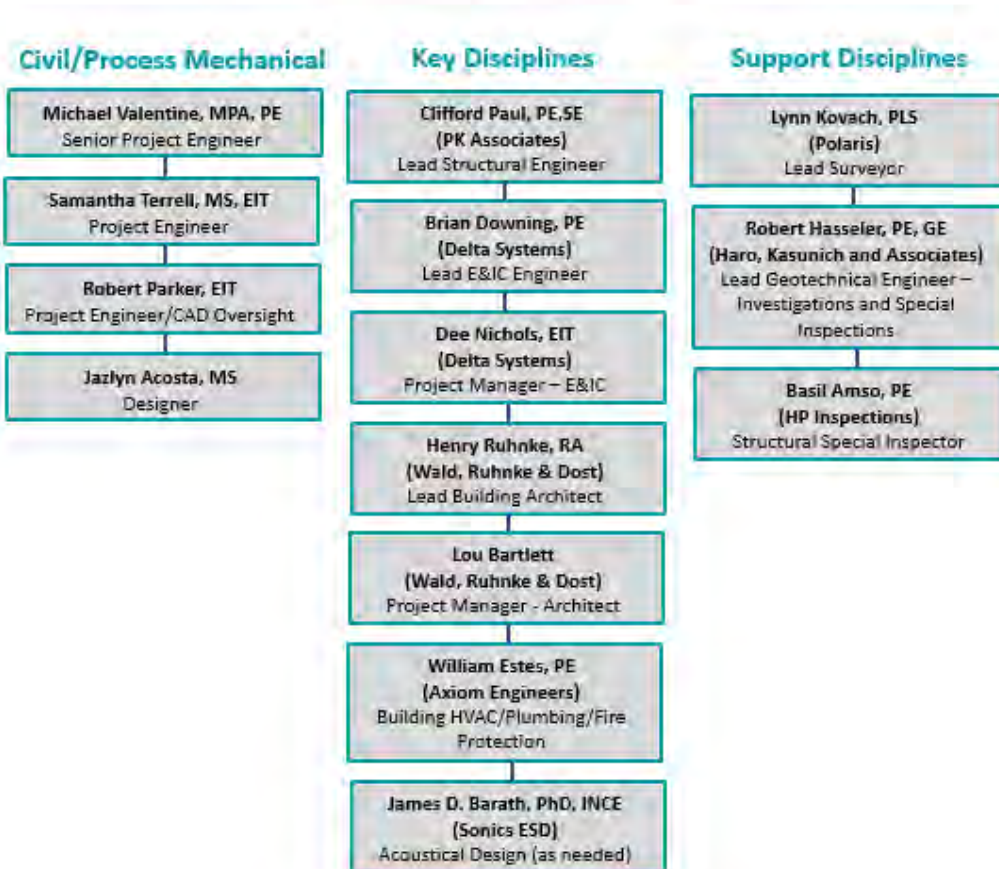 Civil/Process Mechanical
Michael Valentine, MPA, PE
Senior Project Engineer
Samantha Terrell, MS, EIT
Project Engineer
Robert Parker, EIT
Project Engineer/CAD Oversight
Jazlyn Acosta, MS
Designer
Key Disciplines
Clifford Paul, PE,SE
(PK Associates)
Lead Structural Engineer
Brian Downing, PE
(Delta Systems)
Lead E&IC Engineer
Dee Nichols, EIT
(Delta Systems)
Project Manager – E&IC
Henry Ruhnke, RA
(Wald, Ruhnke & Dost)
Lead Building Architect
Lou Bartlett
(Wald, Ruhnke & Dost)
Project Manager - Architect
William Estes, PE
(Axiom Engineers)
Building HVAC/Plumbing/Fire
Protection
James D. Barath, PhD, INCE
(Sonics ESD)
Acoustical Design (as needed)
Support Disciplines
Lynn Kovach, PLS
(Polaris)
Lead Surveyor
Robert Hasseler, PE, GE
(Haro, Kasunich and Associates)
Lead Geotechnical Engineer –
Investigations and Special
Inspections
Basil Amso, PE
(HP Inspections)
Structural Special Inspector